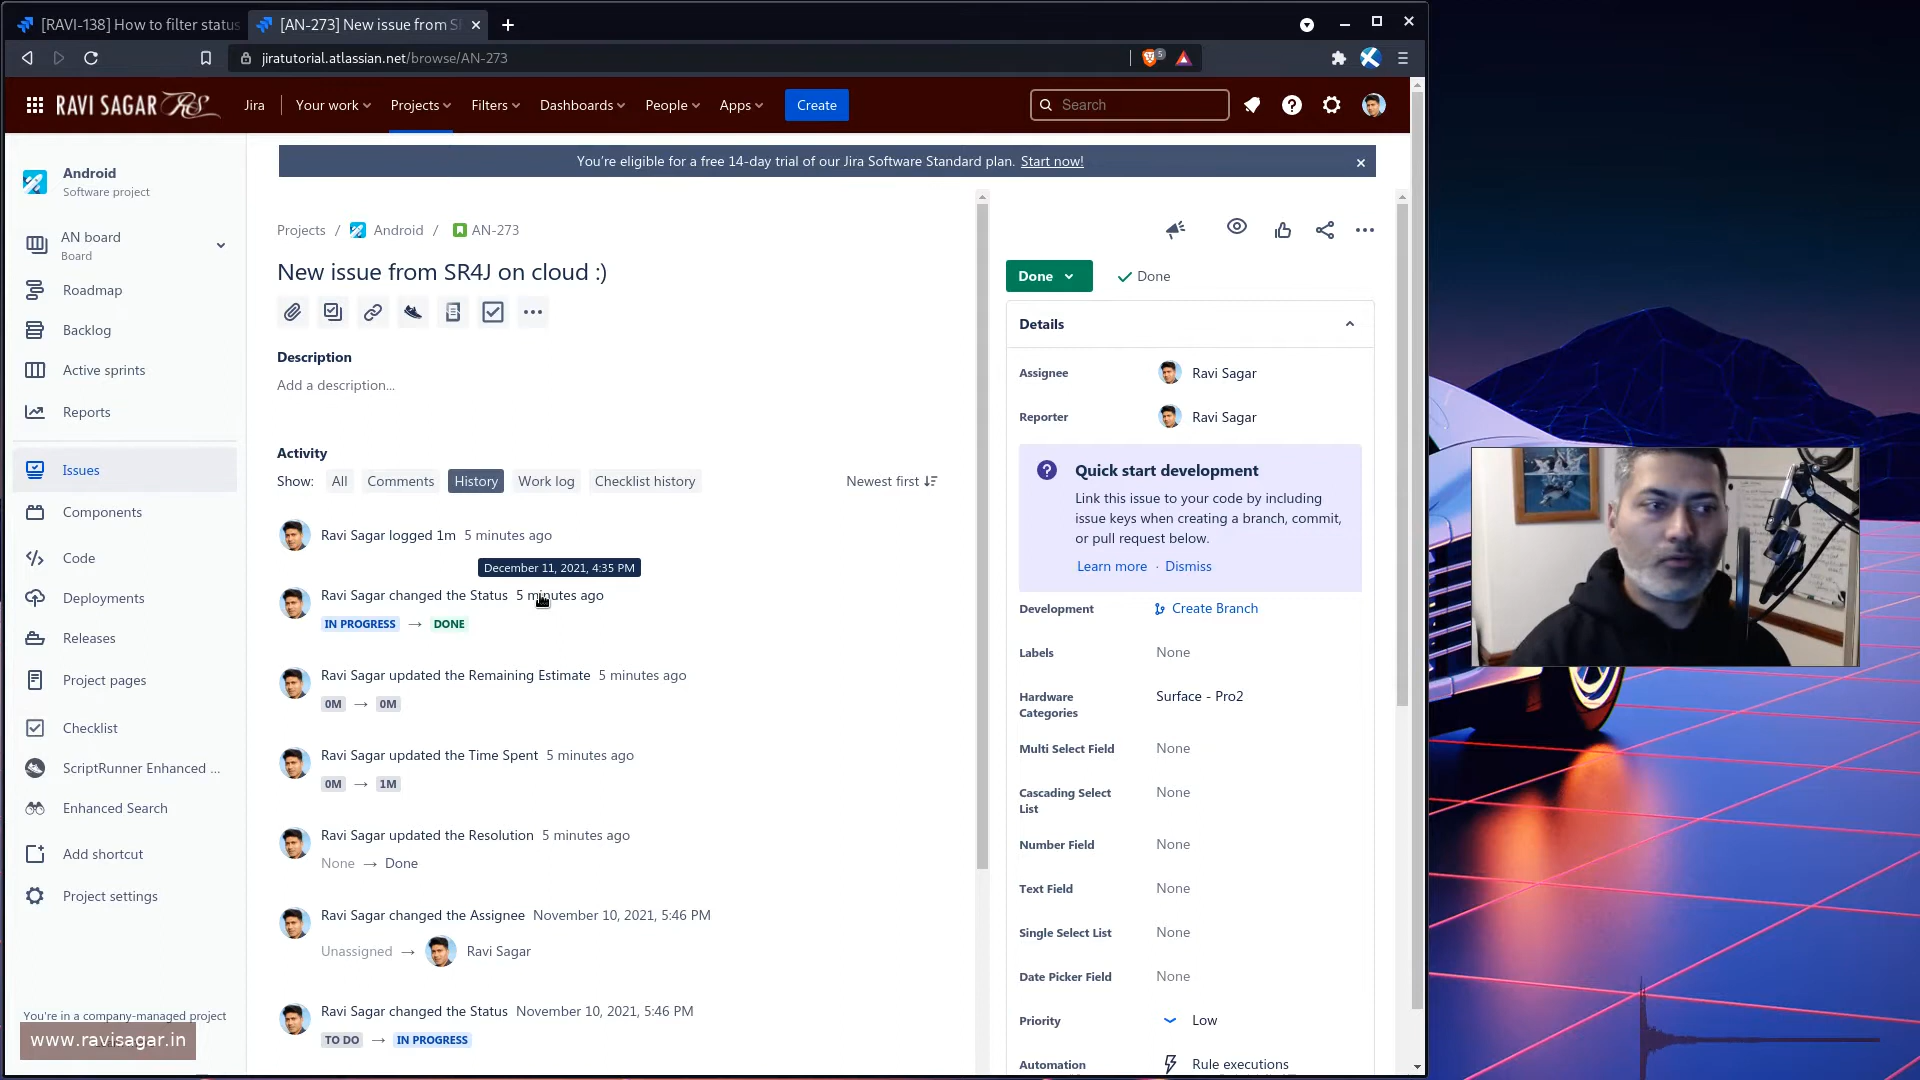 [RAVI-138] How to filter status
[AN-273] New issue from S
jiratutorial.atlassian.net/browse/AN-273
5
RAVI SAGAR RS
Jira
Your work
Projects
Filters
Dashboards
People
Apps
Create
Search
You're eligible for a free 14-day trial of our Jira Software Standard plan. Start now!
Android
Software project
AN board
Board
Roadmap
Backlog
Active sprints
Reports
Issues
Components
Code
Deployments
Releases
Project pages
Checklist
ScriptRunner Enhanced ...
Enhanced Search
Add shortcut
Project settings
You're in a company-managed project
www.ravisagar.in
Projects / Android / AN-273
New issue from SR4J on cloud :)
Description
Add a description...
Activity
Show: All Comments History Work log Checklist history
Newest first
Ravi Sagar logged 1m 5 minutes ago
December 11, 2021, 4:35 PM
Ravi Sagar changed the Status 5 minutes ago
IN PROGRESS → DONE
Ravi Sagar updated the Remaining Estimate 5 minutes ago
0M → 0M
Ravi Sagar updated the Time Spent 5 minutes ago
0M → 1M
Ravi Sagar updated the Resolution 5 minutes ago
None → Done
Ravi Sagar changed the Assignee November 10, 2021, 5:46 PM
Unassigned → Ravi Sagar
Ravi Sagar changed the Status November 10, 2021, 5:46 PM
TO DO → IN PROGRESS
Done
Done
Details
Assignee Ravi Sagar
Reporter Ravi Sagar
Quick start development
Link this issue to your code by including
issue keys when creating a branch, commit,
or pull request below.
Learn more · Dismiss
Development Create Branch
Labels None
Hardware
Categories
Surface - Pro2
Multi Select Field None
Cascading Select
List
None
Number Field None
Text Field None
Single Select List None
Date Picker Field None
Priority Low
Automation Rule executions